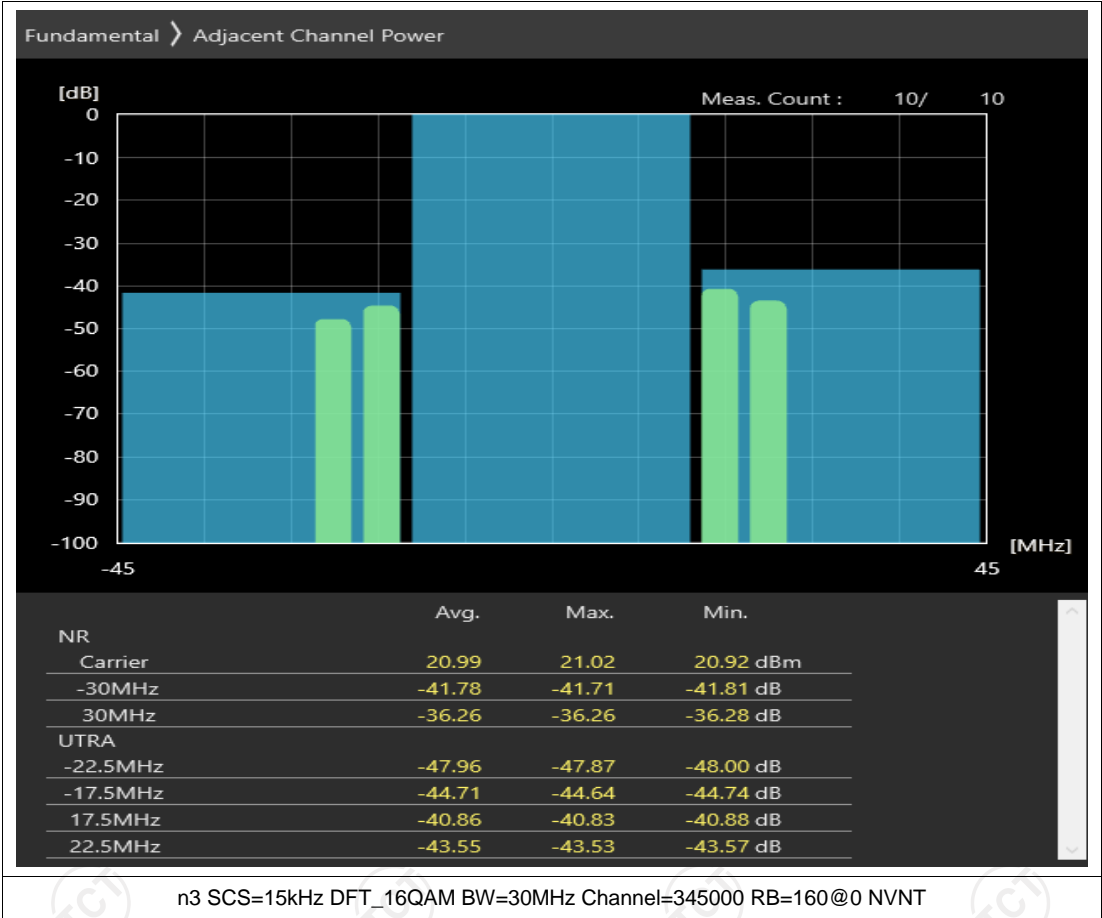 Fundamental ❯ Adjacent Channel Power
[dB]
Meas. Count : 10/ 10
0
-10
-20
-30
-40
-50
-60
-70
-80
-90
-100
[MHz]
-45 45
Avg. Max. Min.
NR
Carrier 20.99 21.02 20.92 dBm
-30MHz -41.78 -41.71 -41.81 dB
30MHz -36.26 -36.26 -36.28 dB
UTRA
-22.5MHz -47.96 -47.87 -48.00 dB
-17.5MHz -44.71 -44.64 -44.74 dB
17.5MHz -40.86 -40.83 -40.88 dB
22.5MHz -43.55 -43.53 -43.57 dB
n3 SCS=15kHz DFT_16QAM BW=30MHz Channel=345000 RB=160@0 NVNT
TCT TCT TCT TCT